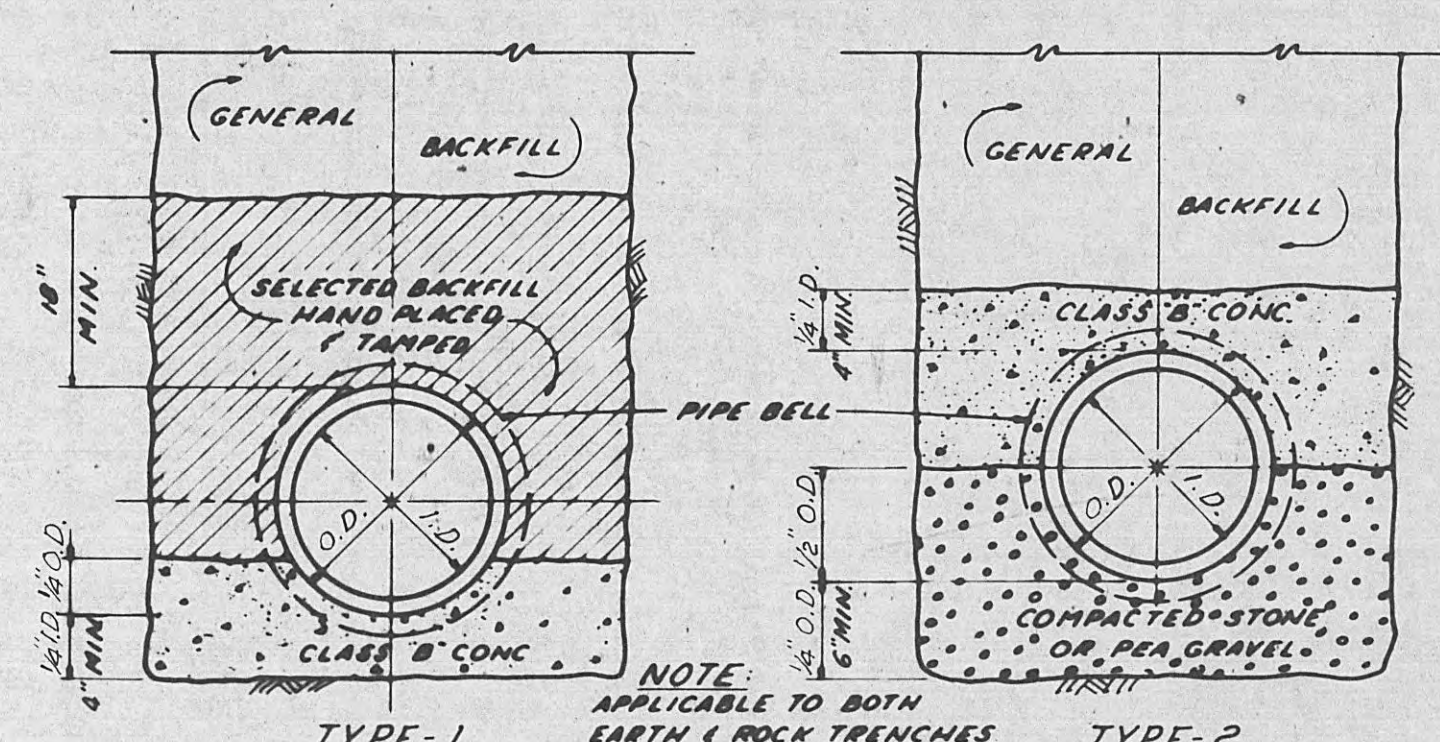 GENERAL
BACKFILL
18"
MIN.
SELECTED BACKFILL
HAND PLACED
& TAMPED
O.D.
I.D.
1/4" O.D.
1/4" I.D.
4" MIN
CLASS "B" CONC
TYPE-1
PIPE BELL
NOTE:
APPLICABLE TO BOTH
EARTH & ROCK TRENCHES
GENERAL
BACKFILL
1/4" I.D.
4" MIN.
CLASS "B" CONC.
O.D.
I.D.
1/2" O.D.
1/4" O.D.
6" MIN.
COMPACTED STONE
OR PEA GRAVEL
TYPE-2